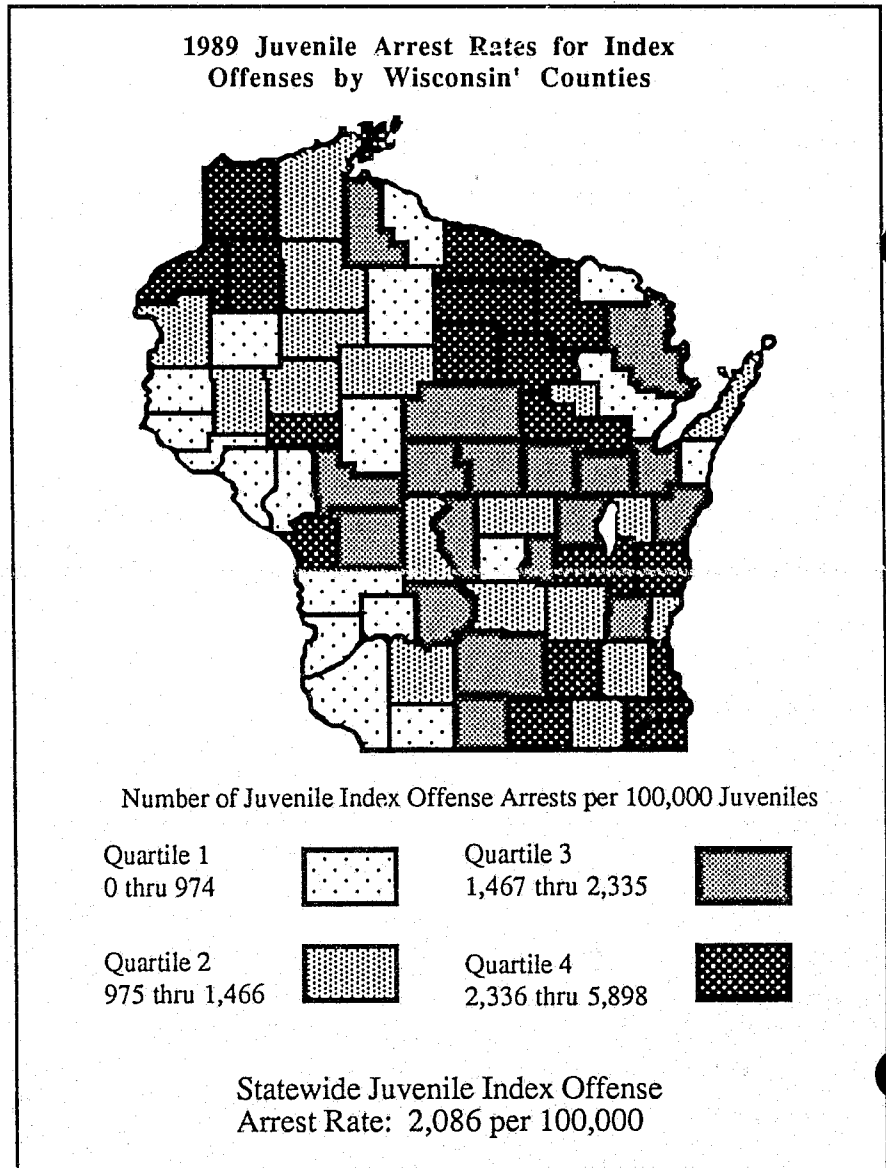 1989 Juvenile Arrest Rates for Index
Offenses by Wisconsin' Counties
Number of Juvenile Index Offense Arrests per 100,000 Juveniles
Quartile 1
0 thru 974
Quartile 3
1,467 thru 2,335
Quartile 2
975 thru 1,466
Quartile 4
2,336 thru 5,898
Statewide Juvenile Index Offense
Arrest Rate: 2,086 per 100,000